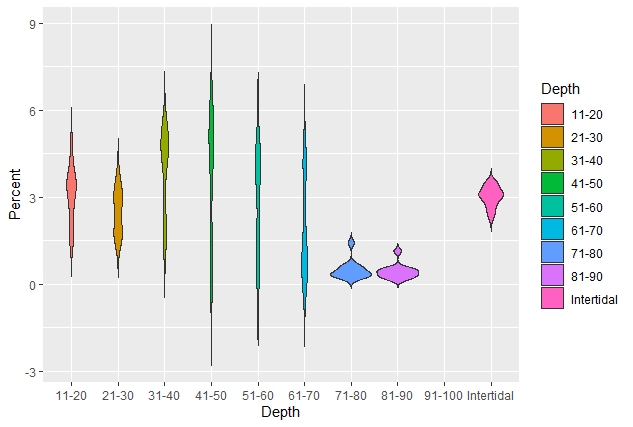 9
6
3
0
-3
Percent
11-20 21-30 31-40 41-50 51-60 61-70 71-80 81-90 91-100 Intertidal
Depth
Depth
11-20
21-30
31-40
41-50
51-60
61-70
71-80
81-90
Intertidal